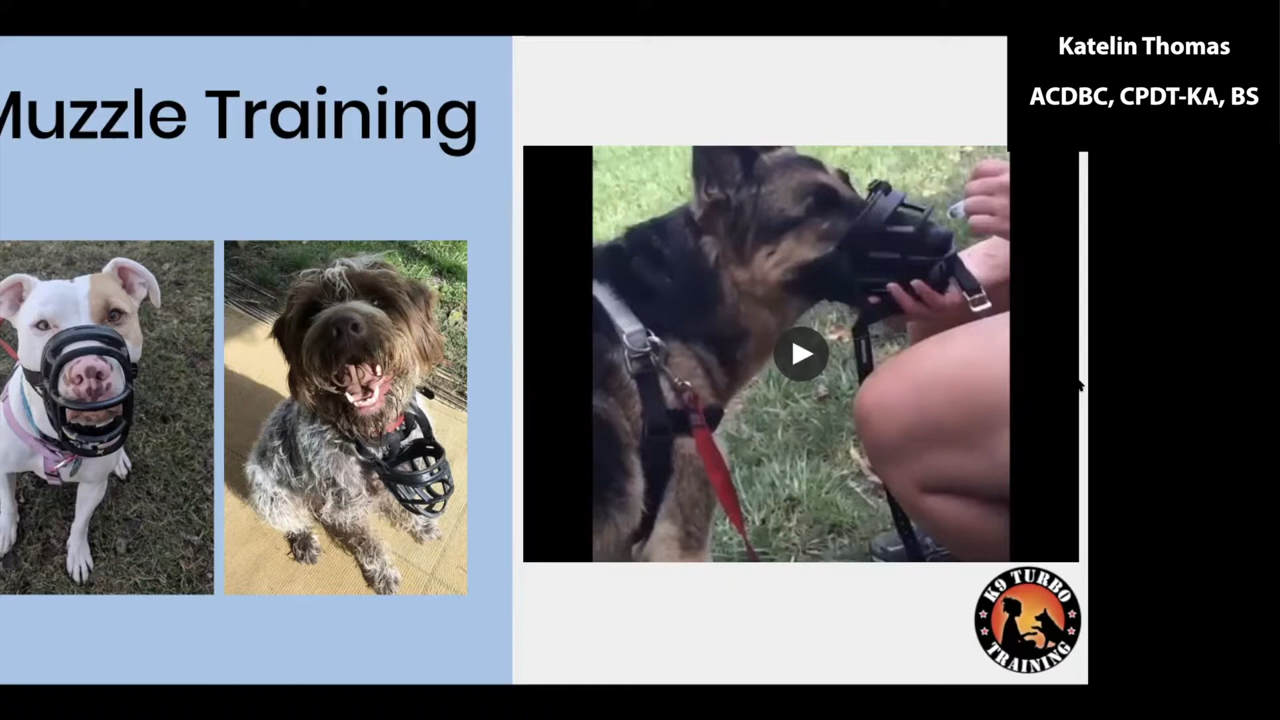 Muzzle Training
Katelin Thomas
ACDBC, CPDT-KA, BS
K9 TURBO
TRAINING